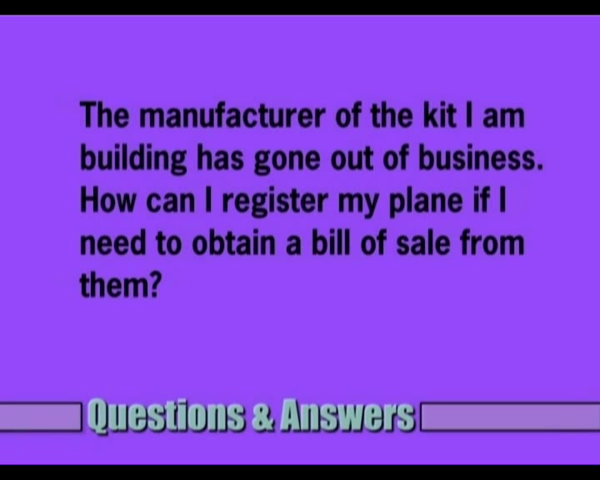 The manufacturer of the kit I am
building has gone out of business.
How can I register my plane if I
need to obtain a bill of sale from
them?
Questions & Answers